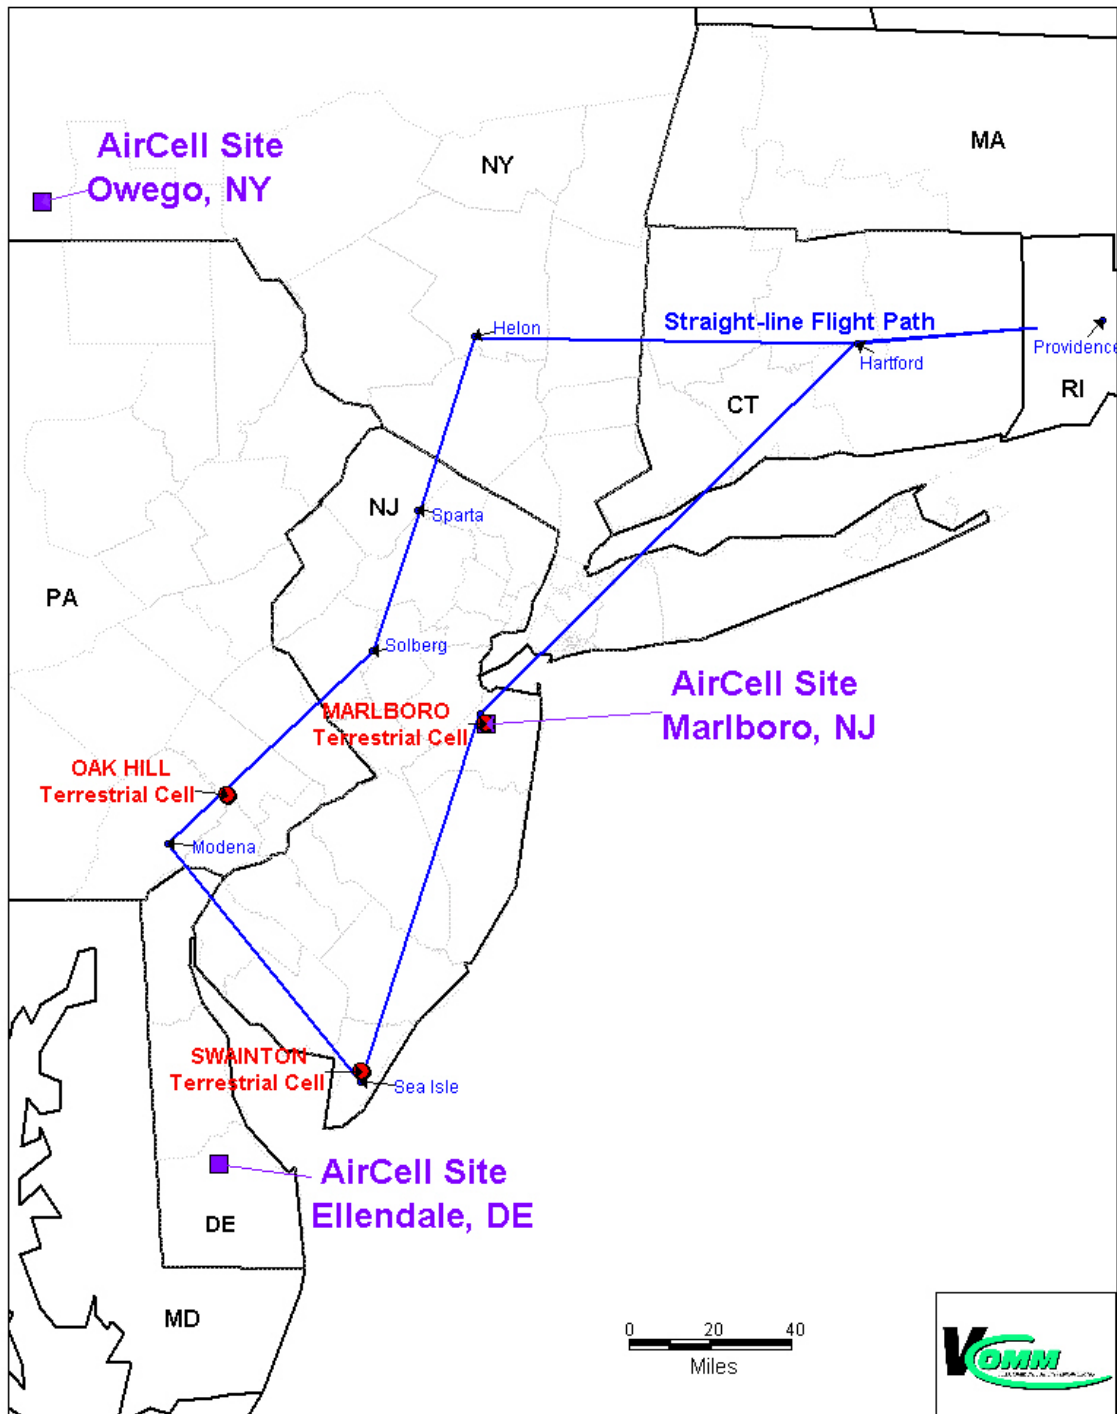 AirCell Site
Owego, NY
NY
MA
Helon
Straight-line Flight Path
Hartford
Providence
RI
CT
NJ
Sparta
PA
Solberg
AirCell Site
Marlboro, NJ
MARLBORO
Terrestrial Cell
OAK HILL
Terrestrial Cell
Modena
SWAINTON
Terrestrial Cell
Sea Isle
AirCell Site
Ellendale, DE
DE
MD
0 20 40
Miles
VCOMM